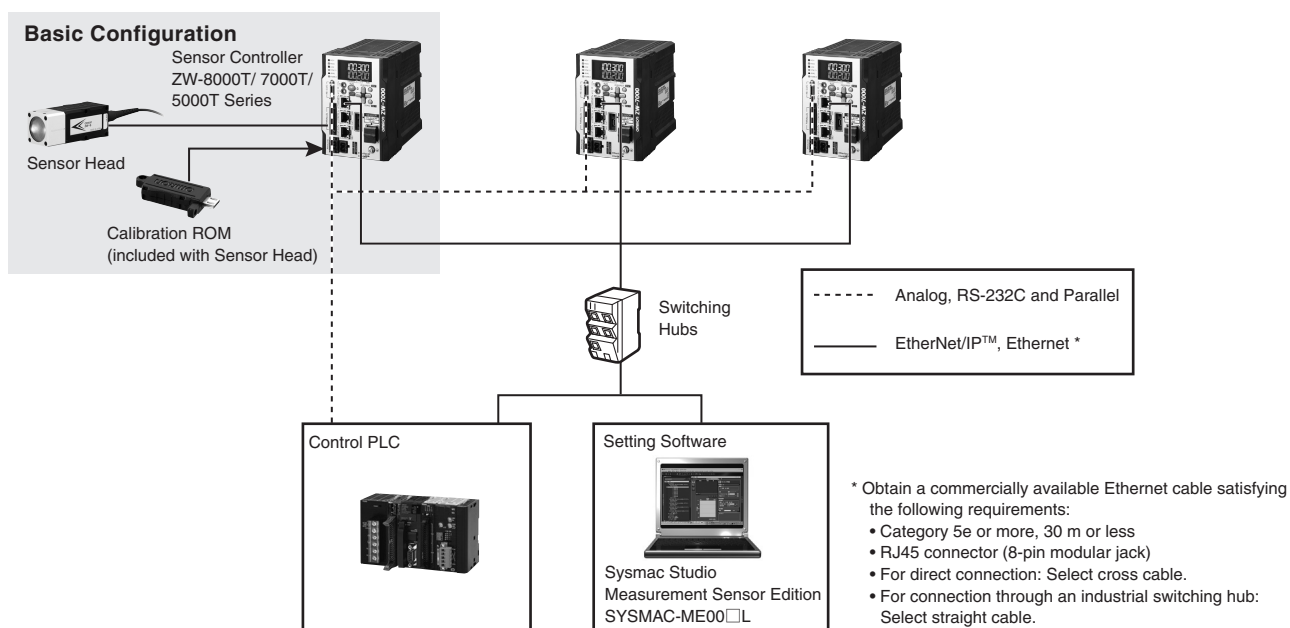 Basic Configuration
Sensor Controller
ZW-8000T/ 7000T/
5000T Series
Sensor Head
Calibration ROM
(included with Sensor Head)
Switching
Hubs
Analog, RS-232C and Parallel
EtherNet/IP™, Ethernet *
Control PLC
Setting Software
Sysmac Studio
Measurement Sensor Edition
SYSMAC-ME00□L
* Obtain a commercially available Ethernet cable satisfying
the following requirements:
• Category 5e or more, 30 m or less
• RJ45 connector (8-pin modular jack)
• For direct connection: Select cross cable.
• For connection through an industrial switching hub:
Select straight cable.